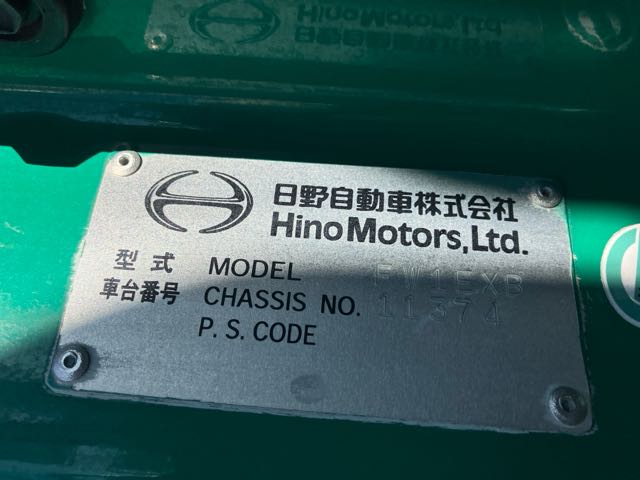 日野自動車株式会社
Hino Motors, Ltd.
型式 MODEL FW1EXB
車台番号 CHASSIS NO. 11374
P. S. CODE